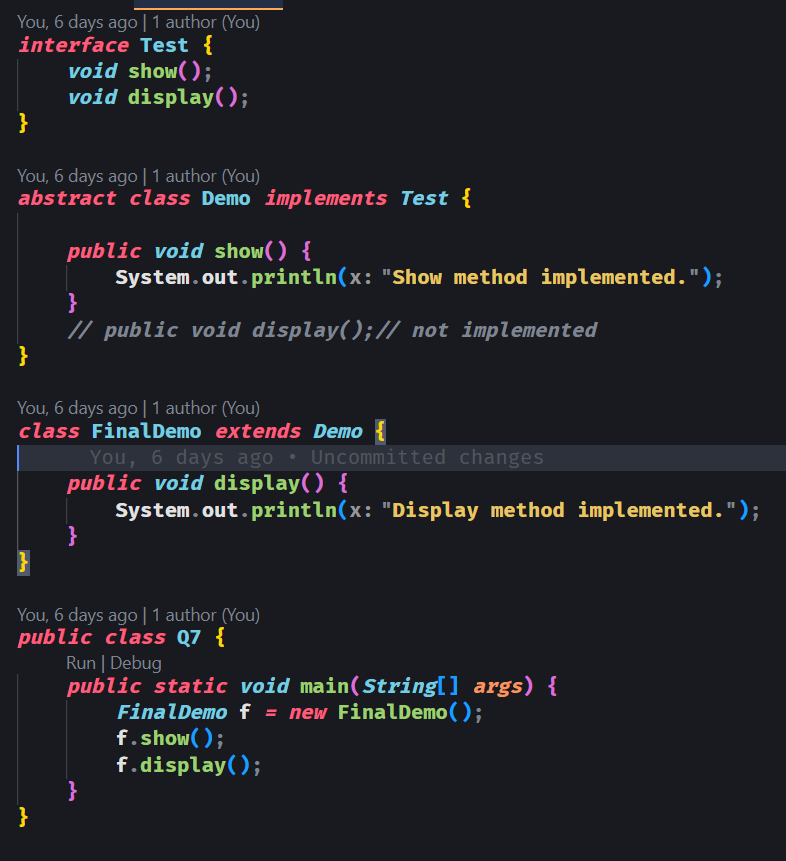 You, 6 days ago | 1 author (You)
interface Test {
void show();
void display();
}
You, 6 days ago | 1 author (You)
abstract class Demo implements Test {
public void show() {
System.out.println(x: "Show method implemented.");
}
// public void display();// not implemented
}
You, 6 days ago | 1 author (You)
class FinalDemo extends Demo {
You, 6 days ago • Uncommitted changes
public void display() {
System.out.println(x: "Display method implemented.");
}
}
You, 6 days ago | 1 author (You)
public class Q7 {
Run | Debug
public static void main(String[] args) {
FinalDemo f = new FinalDemo();
f.show();
f.display();
}
}